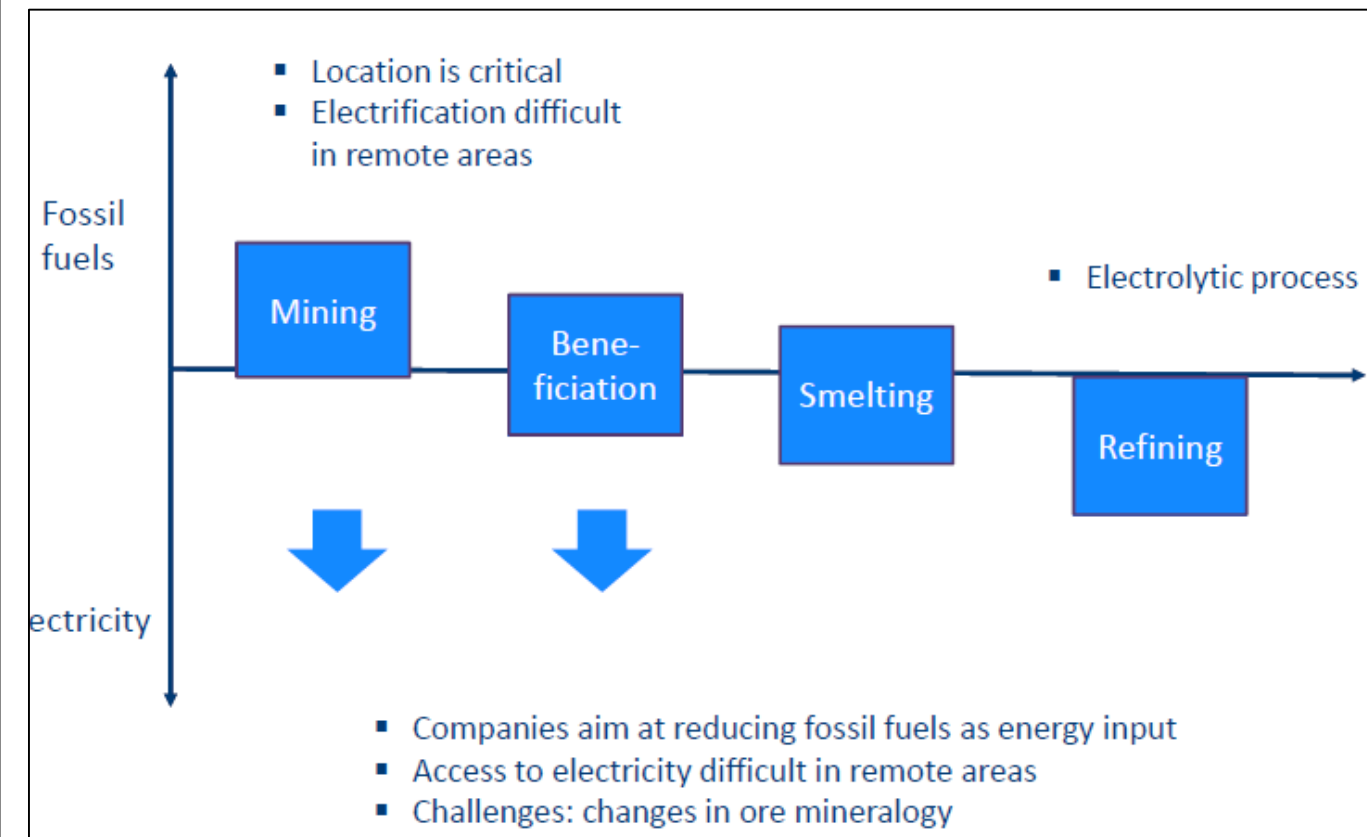 ▪ Location is critical
▪ Electrification difficult
in remote areas
Fossil
fuels
Mining
▪ Electrolytic process
Bene-
ficiation
Smelting
Refining
ectricity
▪ Companies aim at reducing fossil fuels as energy input
▪ Access to electricity difficult in remote areas
▪ Challenges: changes in ore mineralogy